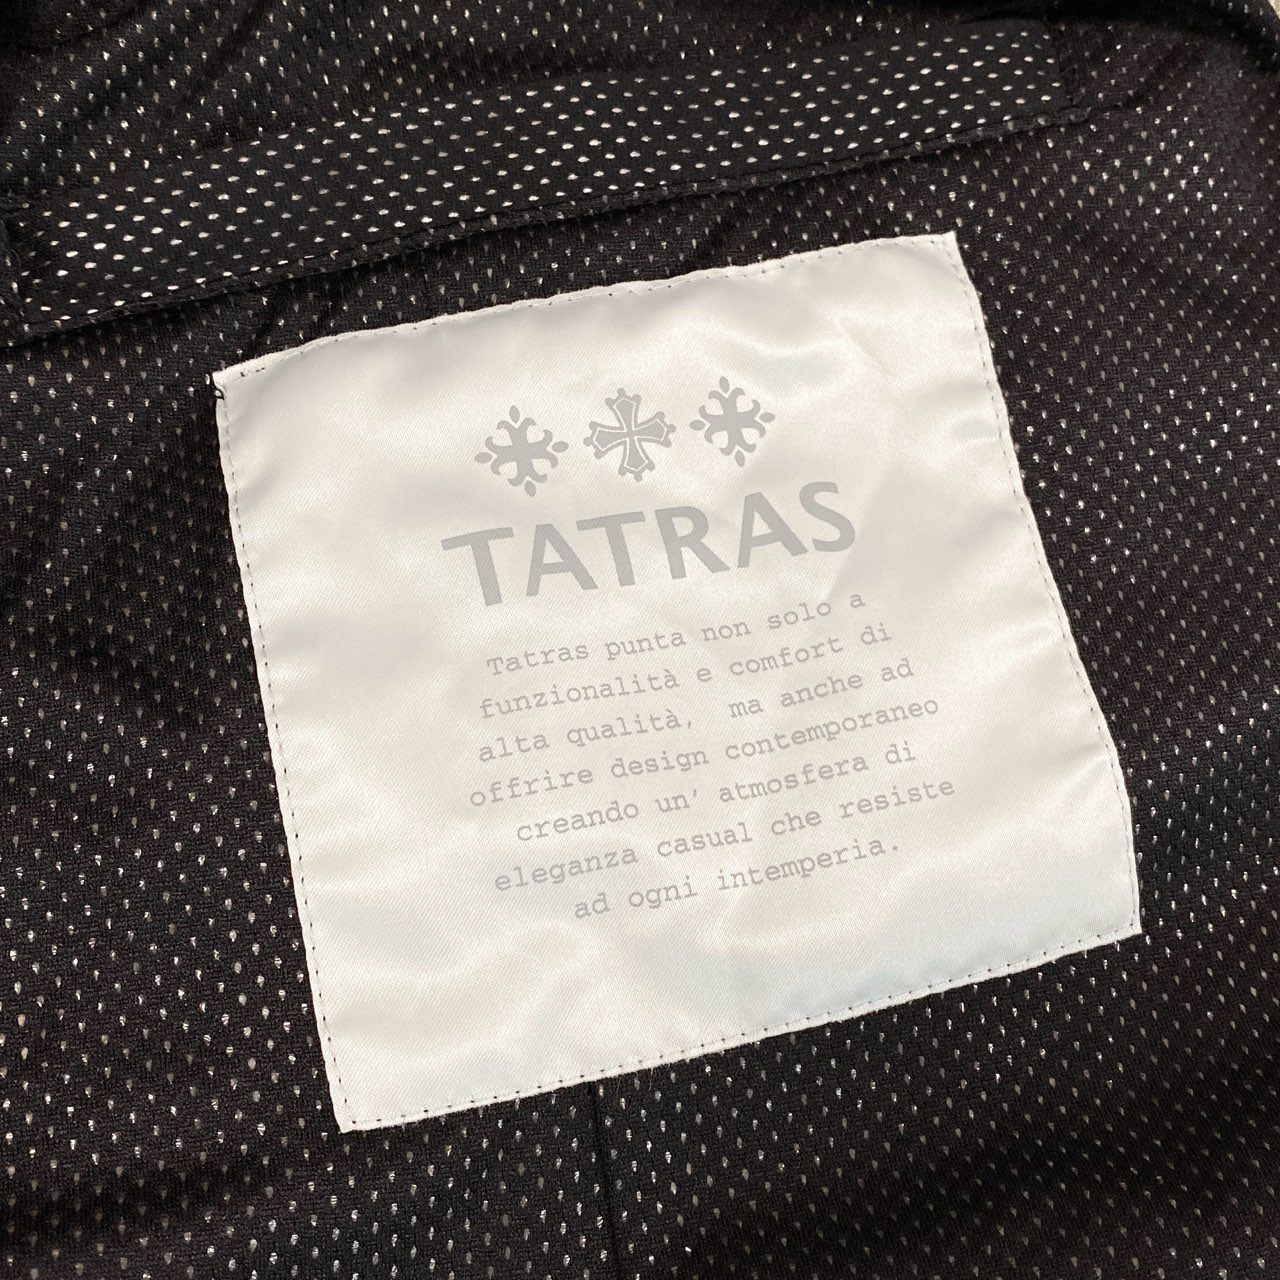 TATRAS
Tatras punta non solo a
funzionalità e comfort di
alta qualità, ma anche ad
offrire design contemporaneo
creando un’ atmosfera di
eleganza casual che resiste
ad ogni intemperia.